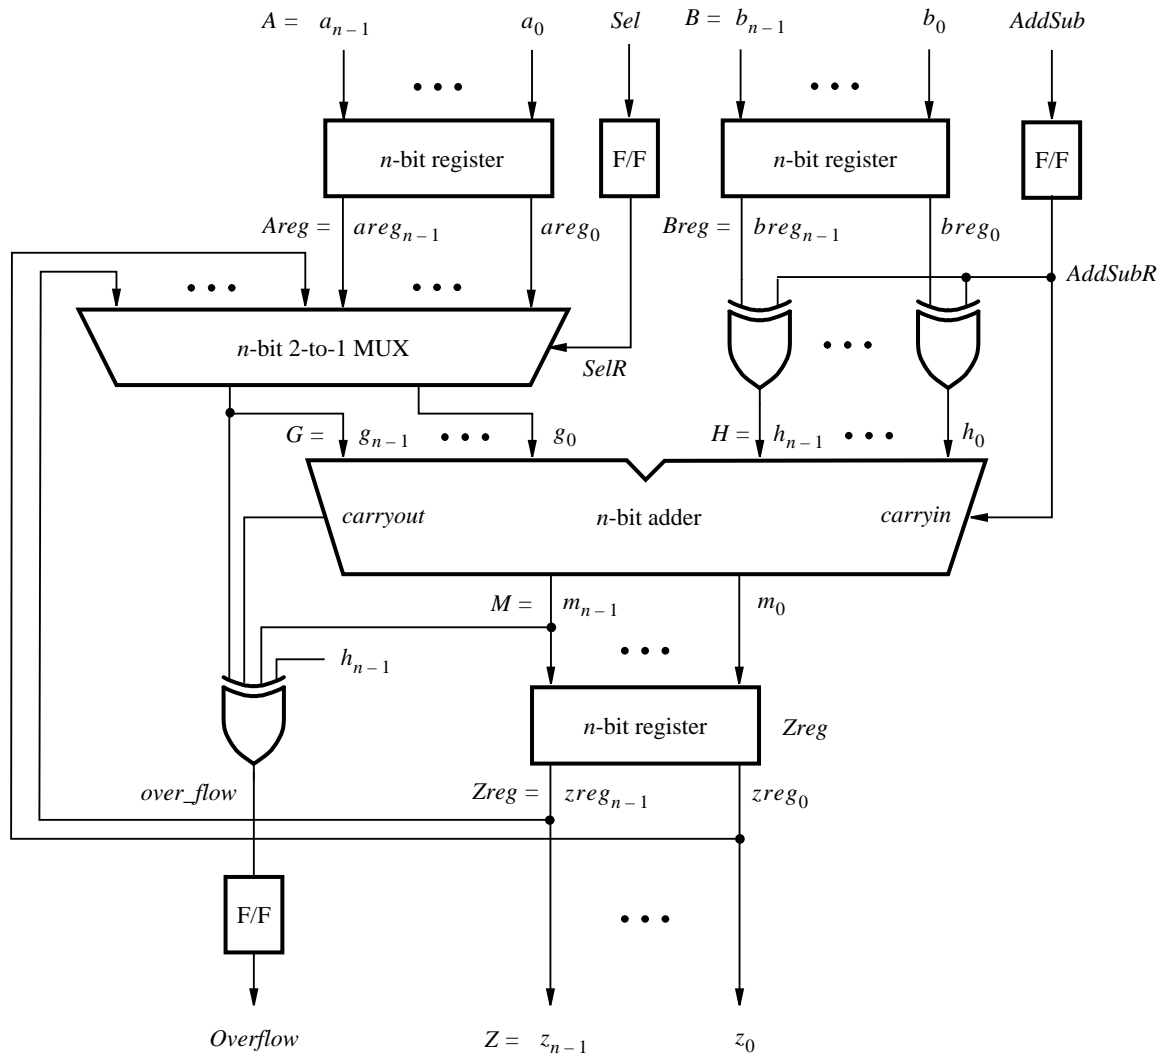 A = a_{n-1} a_0 Sel B = b_{n-1} b_0 AddSub
n-bit register F/F n-bit register F/F
Areg = areg_{n-1} areg_0 Breg = breg_{n-1} breg_0
AddSubR
n-bit 2-to-1 MUX
SelR
G = g_{n-1} g_0 H = h_{n-1} h_0
carryout n-bit adder carryin
M = m_{n-1} m_0
h_{n-1}
n-bit register Zreg
over_flow Zreg = zreg_{n-1} zreg_0
F/F
Overflow Z = z_{n-1} z_0